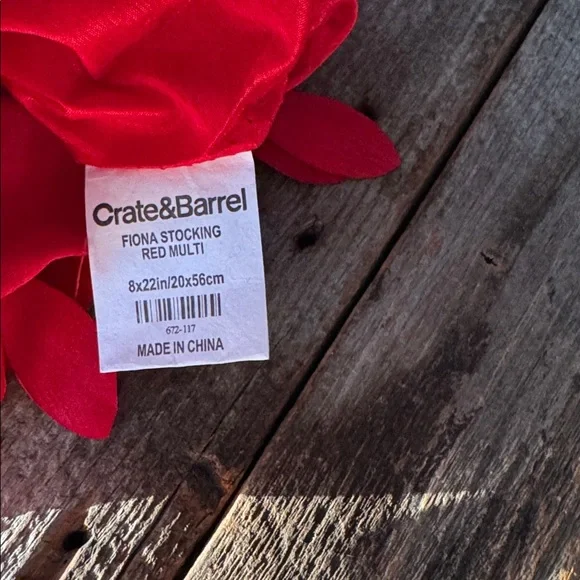 Crate&Barrel
FIONA STOCKING
RED MULTI
8x22in/20x56cm
672-117
MADE IN CHINA